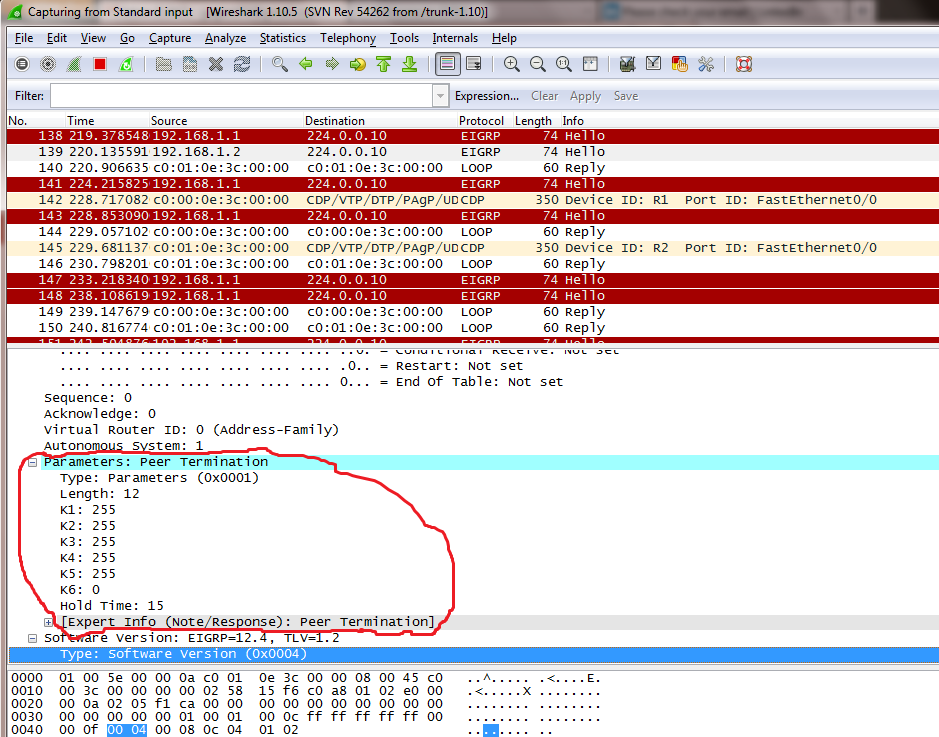 Capturing from Standard input [Wireshark 1.10.5 (SVN Rev 54262 from /trunk-1.10)]
File Edit View Go Capture Analyze Statistics Telephony Tools Internals Help
Filter: Expression... Clear Apply Save
No. Time Source Destination Protocol Length Info
138 219.378548 192.168.1.1 224.0.0.10 EIGRP 74 Hello
139 220.135591 192.168.1.2 224.0.0.10 EIGRP 74 Hello
140 220.906635 c0:01:0e:3c:00:00 c0:01:0e:3c:00:00 LOOP 60 Reply
141 224.215825 192.168.1.1 224.0.0.10 EIGRP 74 Hello
142 228.717082 c0:00:0e:3c:00:00 CDP/VTP/DTP/PAgP/UD CDP 350 Device ID: R1 Port ID: FastEthernet0/0
143 228.853090 192.168.1.1 224.0.0.10 EIGRP 74 Hello
144 229.057102 c0:00:0e:3c:00:00 c0:00:0e:3c:00:00 LOOP 60 Reply
145 229.681137 c0:01:0e:3c:00:00 CDP/VTP/DTP/PAgP/UD CDP 350 Device ID: R2 Port ID: FastEthernet0/0
146 230.798201 c0:01:0e:3c:00:00 c0:01:0e:3c:00:00 LOOP 60 Reply
147 233.218340 192.168.1.1 224.0.0.10 EIGRP 74 Hello
148 238.108619 192.168.1.1 224.0.0.10 EIGRP 74 Hello
149 239.147679 c0:00:0e:3c:00:00 c0:00:0e:3c:00:00 LOOP 60 Reply
150 240.816774 c0:01:0e:3c:00:00 c0:01:0e:3c:00:00 LOOP 60 Reply
151 192.168.1.1 224.0.0.10 EIGRP 74 Hello
.... .... .... .... .... .... .... ..0. = Conditional Receive: Not set
.... .... .... .... .... .... .... .0.. = Restart: Not set
.... .... .... .... .... .... .... 0... = End Of Table: Not set
Sequence: 0
Acknowledge: 0
Virtual Router ID: 0 (Address-Family)
Autonomous System: 1
Parameters: Peer Termination
Type: Parameters (0x0001)
Length: 12
K1: 255
K2: 255
K3: 255
K4: 255
K5: 255
K6: 0
Hold Time: 15
[Expert Info (Note/Response): Peer Termination]
Software Version: EIGRP=12.4, TLV=1.2
Type: Software Version (0x0004)
0000 01 00 5e 00 00 0a c0 01 0e 3c 00 00 08 00 45 c0 ..^..... .<....E.
0010 00 3c 00 00 00 00 02 58 15 f6 c0 a8 01 02 e0 00 .<.....X ........
0020 00 0a 02 05 f1 ca 00 00 00 00 00 00 00 00 00 00 ........ ........
0030 00 00 00 00 00 01 00 01 00 0c ff ff ff ff ff 00 ........ ........
0040 00 0f 00 04 00 08 0c 04 01 02 ........ ..